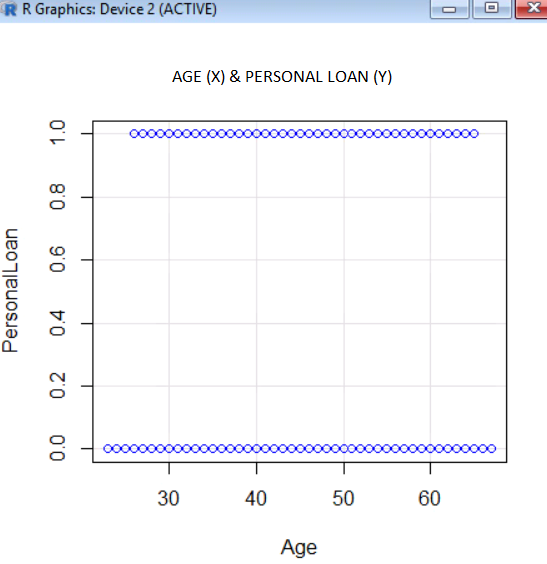 R R Graphics: Device 2 (ACTIVE)
AGE (X) & PERSONAL LOAN (Y)
PersonalLoan
1.0
0.8
0.6
0.4
0.2
0.0
30 40 50 60
Age